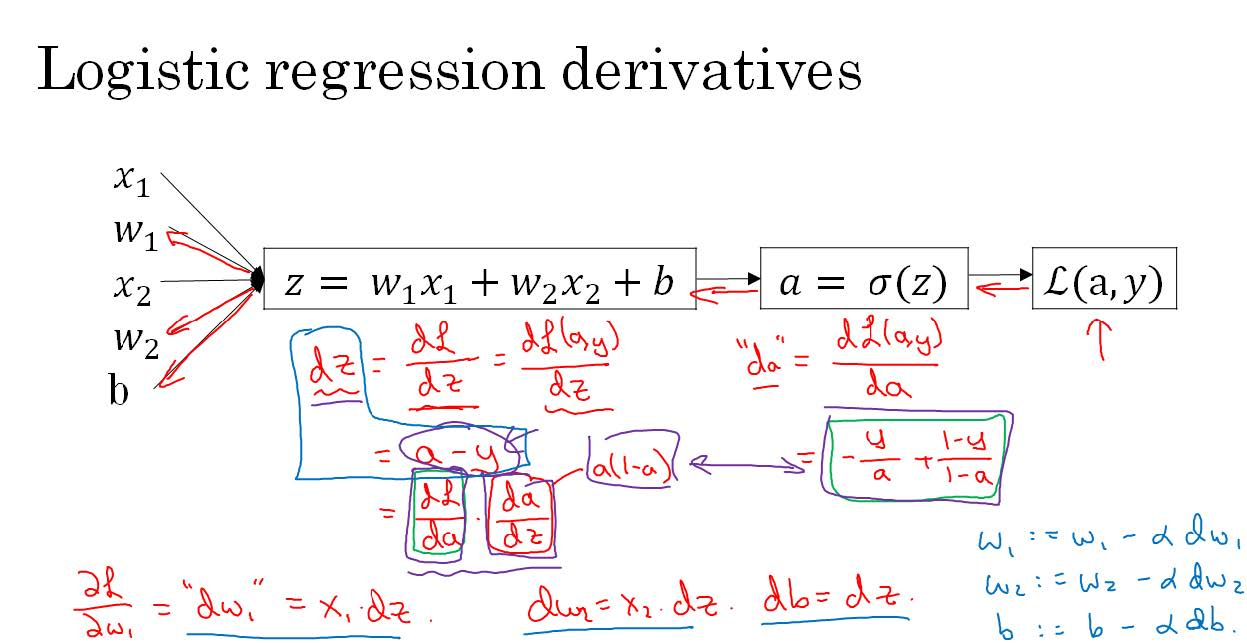 Logistic regression derivatives
x₁
w₁
x₂
w₂
b
z = w₁x₁ + w₂x₂ + b
a = σ(z)
ℒ(a, y)
dz = dℒ/dz = dℒ(a,y)/dz
"da" = dℒ(a,y)/da
= a - y
a(1-a)
= -y/a + (1-y)/(1-a)
= dℒ/da · da/dz
∂ℒ/∂w₁ = "dw₁" = x₁·dz.
dw₂ = x₂·dz.
db = dz.
w₁ := w₁ - α dw₁
w₂ := w₂ - α dw₂
b := b - α db.